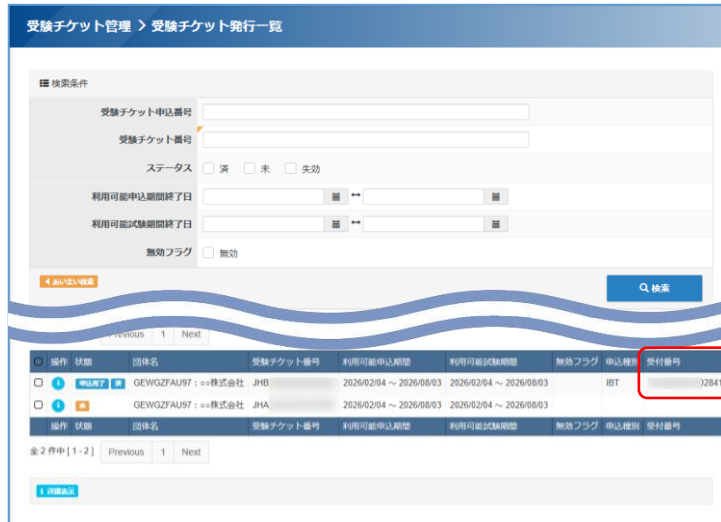 受験チケット管理 > 受験チケット発行一覧
検索条件
受験チケット申込番号
受験チケット番号
ステータス 済 未 失効
利用可能申込期間終了日 ↔
利用可能試験期間終了日 ↔
無効フラグ 無効
あいまい検索 検索
Previous 1 Next
操作 状態 団体名 受験チケット番号 利用可能申込期間 利用可能試験期間 無効フラグ 申込種別 受付番号
申込完了 済 GEWGZFAU97:○○株式会社 JHB 2026/02/04 ~ 2026/08/03 2026/02/04 ~ 2026/08/03 IBT
GEWGZFAU97:○○株式会社 JHA 2026/02/04 ~ 2026/08/03 2026/02/04 ~ 2026/08/03
操作 状態 団体名 受験チケット番号 利用可能申込期間 利用可能試験期間 無効フラグ 申込種別 受付番号
全 2 件中 [ 1 - 2 ] Previous 1 Next
詳細表示